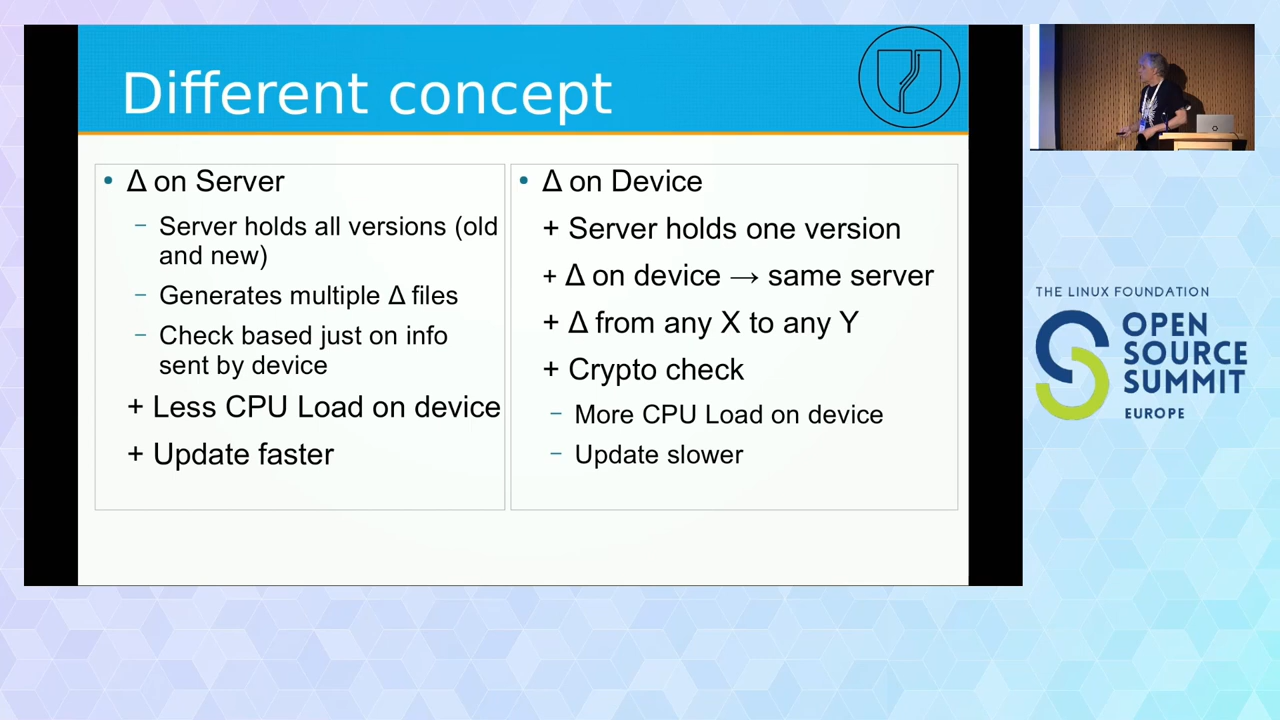 Different concept
• Δ on Server
– Server holds all versions (old
and new)
– Generates multiple Δ files
– Check based just on info
sent by device
+ Less CPU Load on device
+ Update faster
• Δ on Device
+ Server holds one version
+ Δ on device → same server
+ Δ from any X to any Y
+ Crypto check
– More CPU Load on device
– Update slower
THE LINUX FOUNDATION
OPEN
SOURCE
SUMMIT
EUROPE